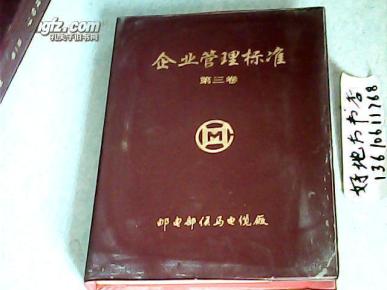 kongfz.com
孔夫子旧书网
企业管理标准
第三卷
邮电部侯马电缆厂
好地方书店
13610611768